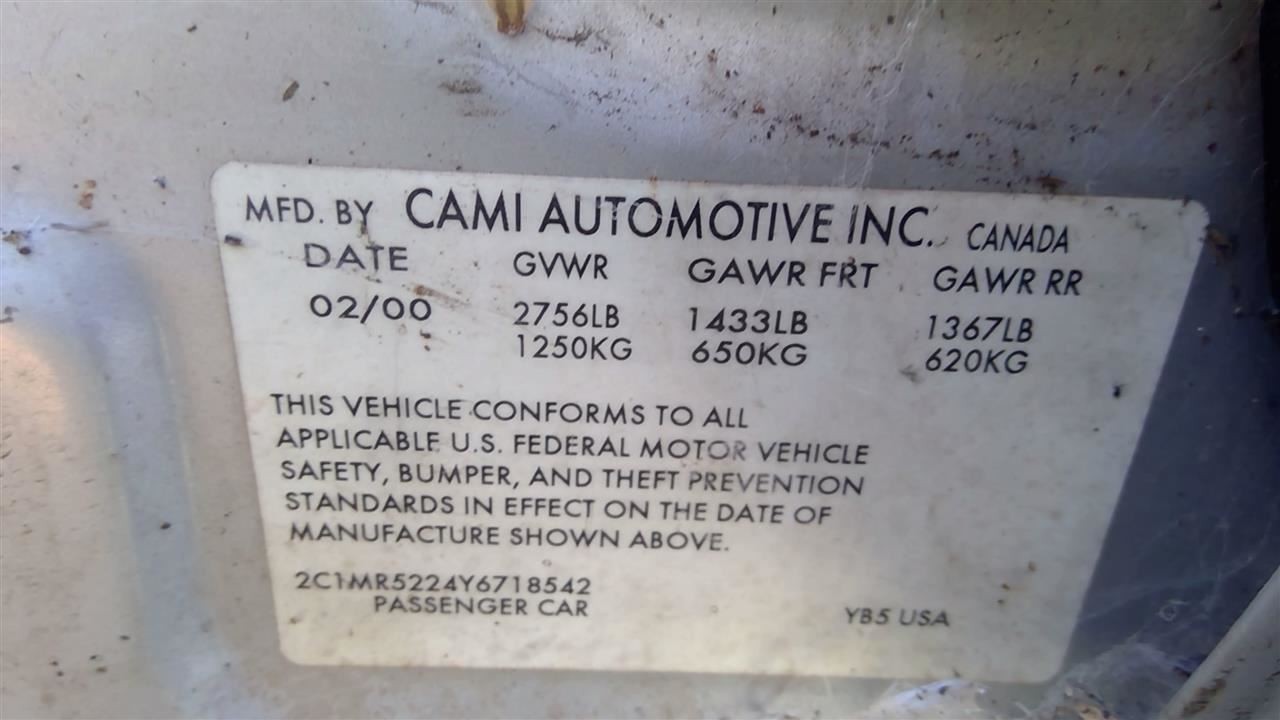 MFD. BY CAMI AUTOMOTIVE INC. CANADA
DATE GVWR GAWR FRT GAWR RR
02/00 2756LB 1433LB 1367LB
1250KG 650KG 620KG
THIS VEHICLE CONFORMS TO ALL
APPLICABLE U.S. FEDERAL MOTOR VEHICLE
SAFETY, BUMPER, AND THEFT PREVENTION
STANDARDS IN EFFECT ON THE DATE OF
MANUFACTURE SHOWN ABOVE.
2C1MR5224Y6718542
PASSENGER CAR YB5 USA